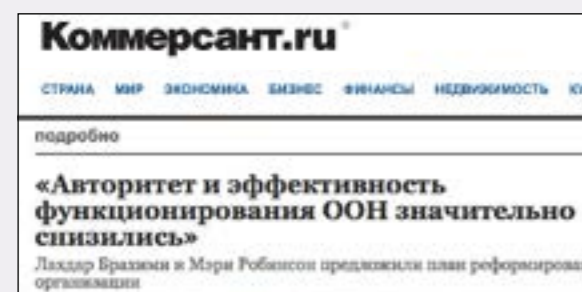 Коммерсант.ru
СТРАНА МИР ЭКОНОМИКА БИЗНЕС ФИНАНСЫ НЕДВИЖИМОСТЬ
подробно
«Авторитет и эффективность
функционирования ООН значительно
снизились»
Лахдар Брахими и Мэри Робинсон предложили план
организации